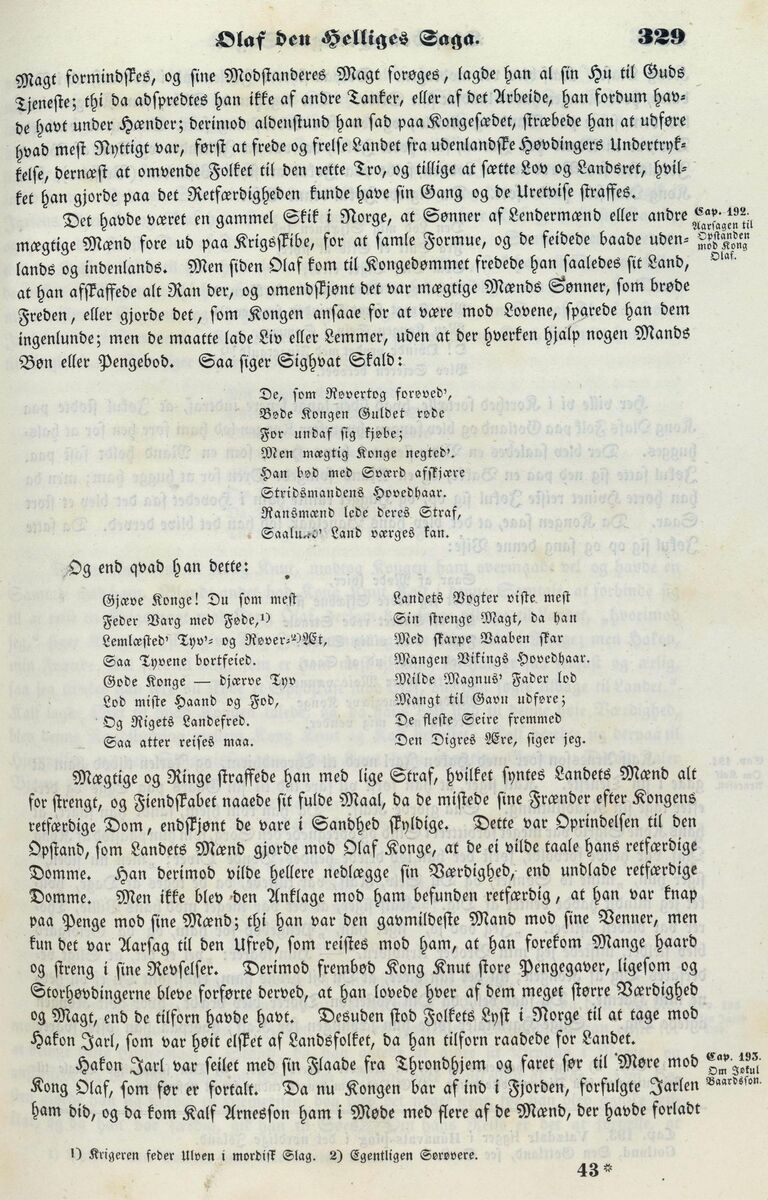 Olaf den Helliges Saga. 329
Magt formindskes, og sine Modstanderes Magt forøges, lagde han al sin Hu til Guds
Tjeneste; thi da adspredtes han ikke af andre Tanker, eller af det Arbeide, han fordum hav-
de havt under Hænder; derimod aldenstund han sad paa Kongesædet, stræbede han at udføre
hvad mest Nyttigt var, først at frede og frelse Landet fra udenlandske Høvdingers Undertryk-
kelse, dernæst at omvende Folket til den rette Tro, og tillige at sætte Lov og Landsret, hvil-
ket han gjorde paa det Retfærdigheden kunde have sin Gang og de Uretvise straffes.
Det havde været en gammel Skik i Norge, at Sønner af Lendermænd eller andre
mægtige Mænd fore ud paa Krigsskibe, for at samle Formue, og de feidede baade uden-
lands og indenlands. Men siden Olaf kom til Kongedømmet fredede han saaledes sit Land,
at han afskaffede alt Ran der, og omendskjønt det var mægtige Mænds Sønner, som brøde
Freden, eller gjorde det, som Kongen ansaae for at være mod Lovene, sparede han dem
ingenlunde; men de maatte lade Liv eller Lemmer, uden at der hverken hjalp nogen Mands
Bøn eller Pengebod. Saa siger Sighvat Skald:
Cap. 192.
Aarsagen til
Opstanden
mod Kong
Olaf.
De, som Røvertog forøved',
Bøde Kongen Guldet røde
For undaf sig kjøbe;
Men mægtig Konge negted'.
Han bød med Sværd afskjære
Stridsmandens Hovedhaar.
Ransmænd lede deres Straf,
Land værges kan.
Og end qvad han dette:
Gjæve Konge! Du som mest
Feder Varg med Føde,1)
Lemlæsted' Tyv'- og Røver-2)Æt,
Saa Tyvene bortfeied.
Gode Konge — djærve Tyv
Lod miste Haand og Fod,
Og Rigets Landefred.
Saa atter reises maa.
Landets Vogter viste mest
Sin strenge Magt, da han
Med skarpe Vaaben skar
Mangen Vikings Hovedhaar.
Milde Magnus' Fader lod
Mangt til Gavn udføre;
De fleste Seire fremmed
Den Digres Ære, siger jeg.
Mægtige og Ringe straffede han med lige Straf, hvilket syntes Landets Mænd alt
for strengt, og Fiendskabet naaede sit fulde Maal, da de mistede sine Frænder efter Kongens
retfærdige Dom, endskjønt de vare i Sandhed skyldige. Dette var Oprindelsen til den
Opstand, som Landets Mænd gjorde mod Olaf Konge, at de ei vilde taale hans retfærdige
Domme. Han derimod vilde hellere nedlægge sin Værdighed, end undlade retfærdige
Domme. Men ikke blev den Anklage mod ham befunden retfærdig, at han var knap
paa Penge mod sine Mænd; thi han var den gavmildeste Mand mod sine Venner, men
kun det var Aarsag til den Ufred, som reistes mod ham, at han forekom Mange haard
og streng i sine Revselser. Derimod frembød Kong Knut store Pengegaver, ligesom og
Storhøvdingerne bleve forførte derved, at han lovede hver af dem meget større Værdighed
og Magt, end de tilforn havde havt. Desuden stod Folkets Lyst i Norge til at tage mod
Hakon Jarl, som var høit elsket af Landsfolket, da han tilforn raadede for Landet.
Hakon Jarl var seilet med sin Flaade fra Throndhjem og faret sør til Møre mod
Kong Olaf, som før er fortalt. Da nu Kongen bar af ind i Fjorden, forfulgte Jarlen
ham did, og da kom Kalf Arnesson ham i Møde med flere af de Mænd, der havde forladt
Cap. 193.
Om Jøkul
Baardsson.
1) Krigeren feder Ulven i mordisk Slag. 2) Egentligen Sørøvere.
43*